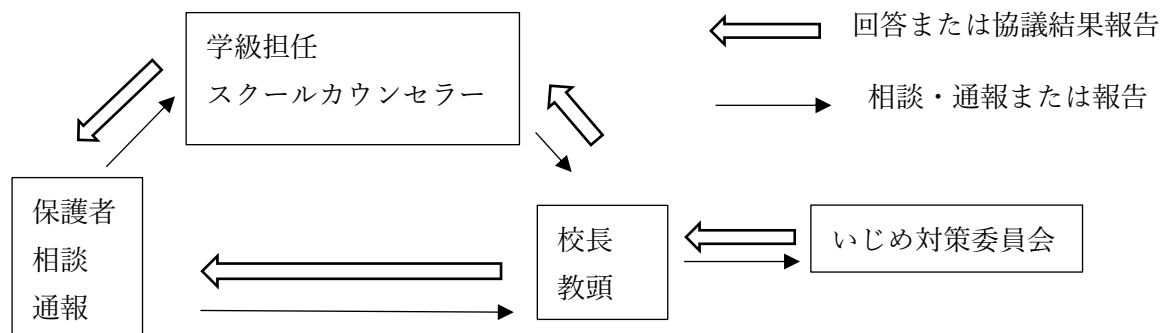 学級担任
スクールカウンセラー
回答または協議結果報告
相談・通報または報告
保護者
相談
通報
校長
教頭
いじめ対策委員会